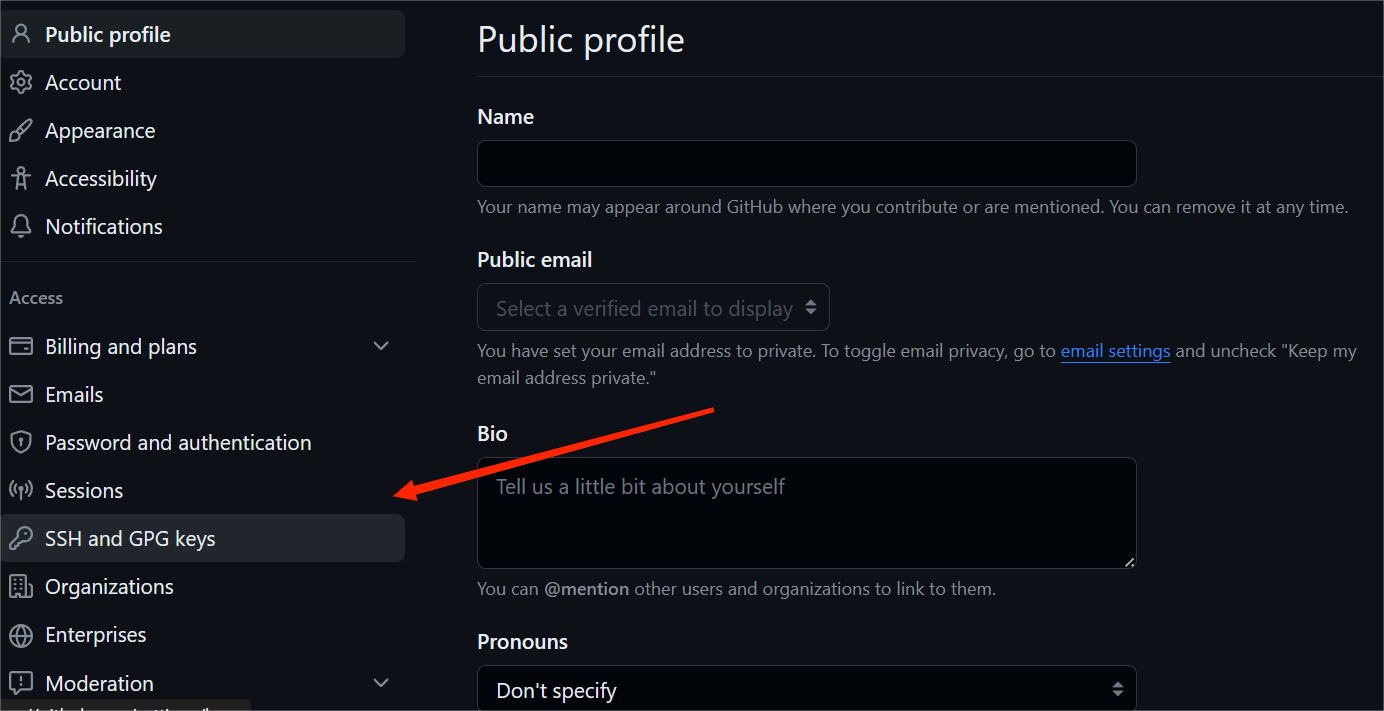 Public profile
Account
Appearance
Accessibility
Notifications
Access
Billing and plans
Emails
Password and authentication
Sessions
SSH and GPG keys
Organizations
Enterprises
Moderation
Public profile
Name
Your name may appear around GitHub where you contribute or are mentioned. You can remove it at any time.
Public email
Select a verified email to display
You have set your email address to private. To toggle email privacy, go to email settings and uncheck "Keep my
email address private."
Bio
Tell us a little bit about yourself
You can @mention other users and organizations to link to them.
Pronouns
Don't specify